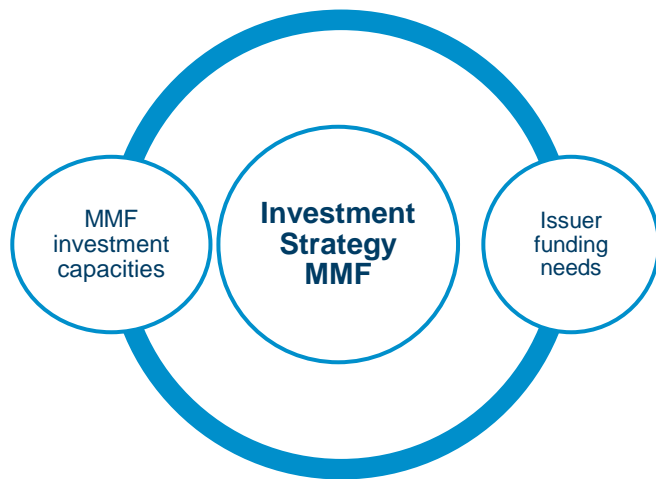 MMF
investment
capacities
Investment
Strategy
MMF
Issuer
funding
needs